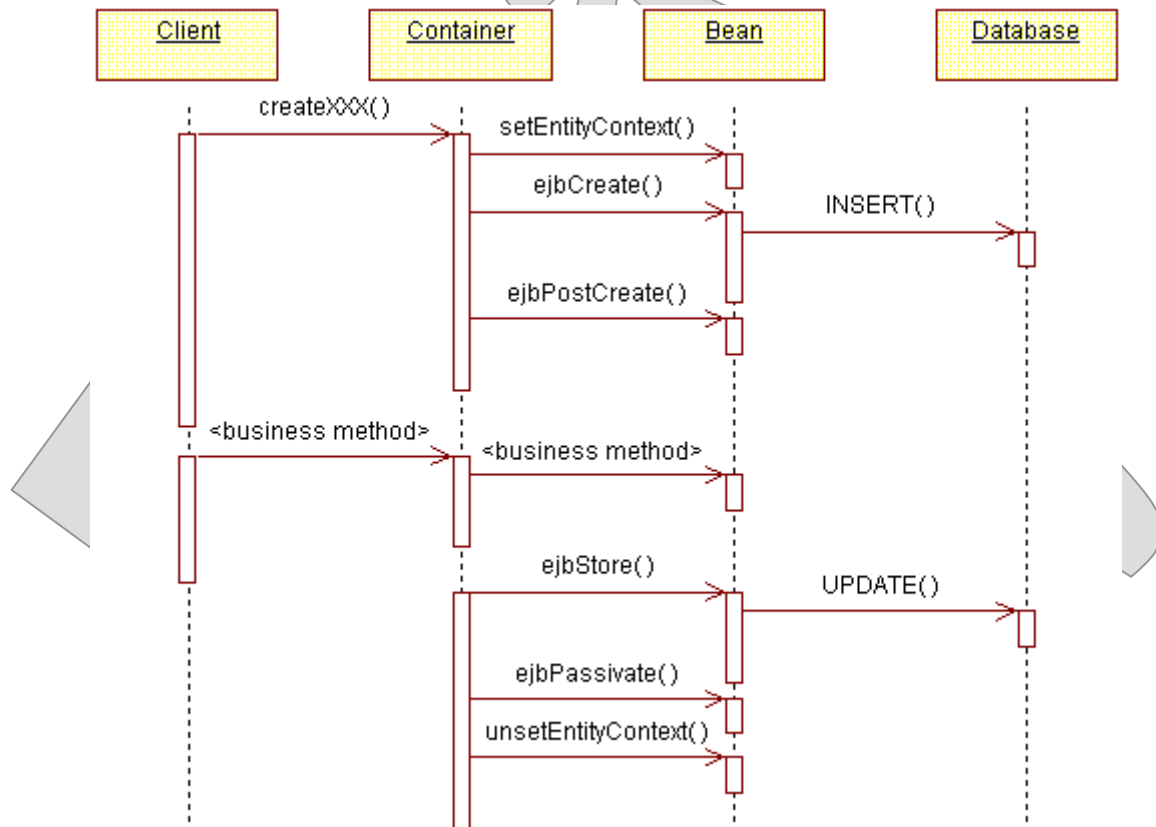 Client
Container
Bean
Database
createXXX()
setEntityContext()
ejbCreate()
INSERT()
ejbPostCreate()
<business method>
<business method>
ejbStore()
UPDATE()
ejbPassivate()
unsetEntityContext()